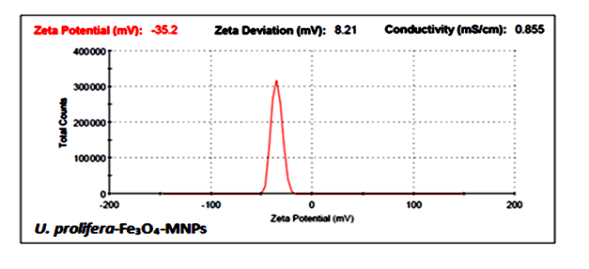 Zeta Potential (mV): -35.2 Zeta Deviation (mV): 8.21 Conductivity (mS/cm): 0.855
400000
300000
200000
100000
0
Total Counts
-200 -100 0 100 200
Zeta Potential (mV)
U. prolifera-Fe₃O₄-MNPs